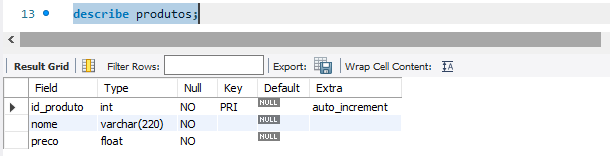 13 describe produtos;
Result Grid Filter Rows: Export: Wrap Cell Content: IA
Field Type Null Key Default Extra
id_produto int NO PRI NULL auto_increment
nome varchar(220) NO NULL
preco float NO NULL